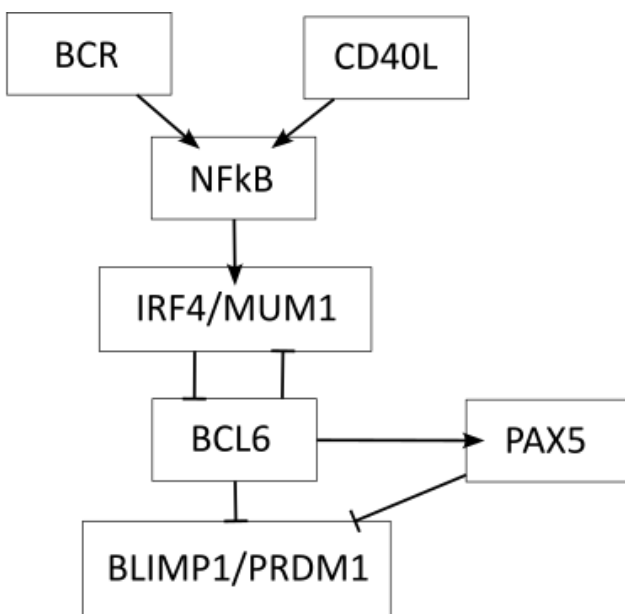 BCR
CD40L
NFkB
IRF4/MUM1
BCL6
PAX5
BLIMP1/PRDM1